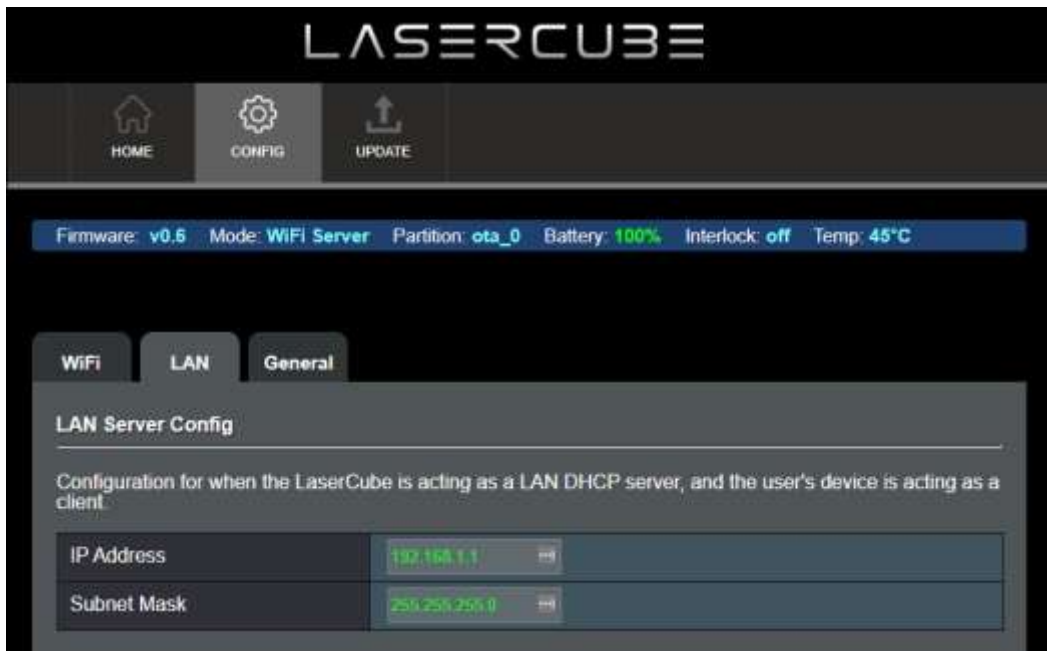 LASERCUBE
HOME CONFIG UPDATE
Firmware: v0.6 Mode: WiFi Server Partition: ota_0 Battery: 100% Interlock: off Temp: 45°C
WiFi LAN General
LAN Server Config
Configuration for when the LaserCube is acting as a LAN DHCP server, and the user's device is acting as a
client.
IP Address 192.168.1.1
Subnet Mask 255.255.255.0